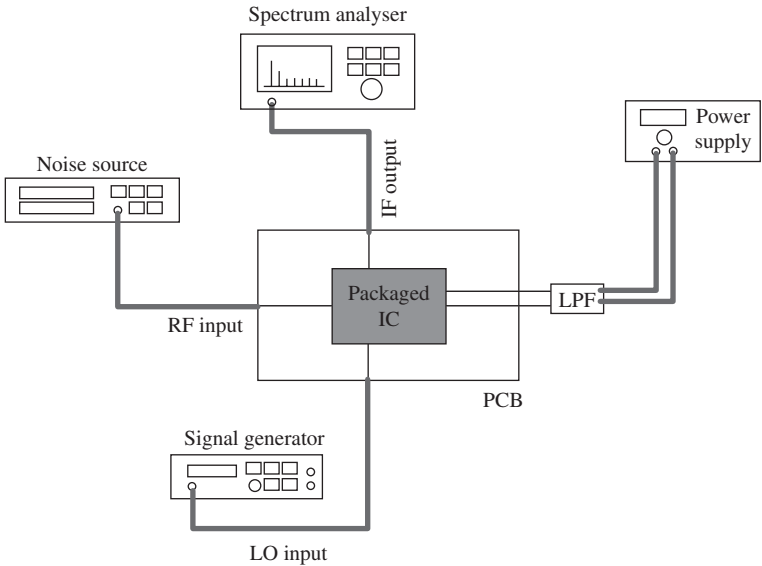 Spectrum analyser
Power
supply
Noise source
IF output
Packaged
IC
LPF
RF input
PCB
Signal generator
LO input